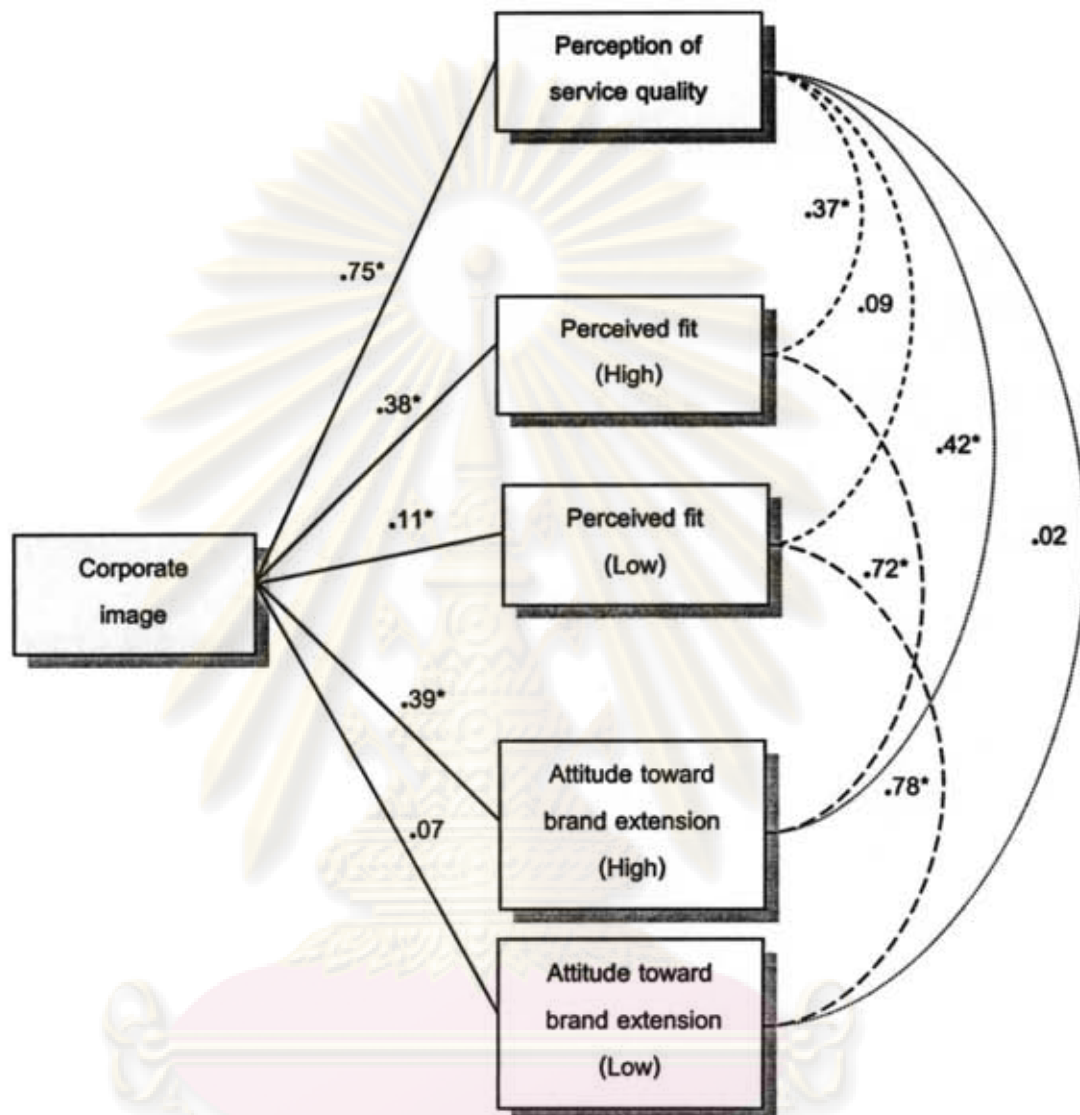 Perception of
service quality
.37*
.75*
.09
Perceived fit
(High)
.38*
.42*
.11*
Perceived fit
(Low)
.02
Corporate
image
.72*
.39*
Attitude toward
brand extension
(High)
.78*
.07
Attitude toward
brand extension
(Low)